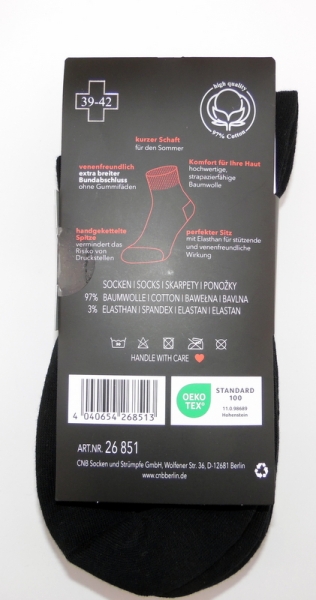 39-42
high quality
97% Cotton
kurzer Schaft
für den Sommer
venenfreundlich
extra breiter
Bundabschluss
ohne Gummifäden
Komfort für Ihre Haut
hochwertige,
strapazierfähige
Baumwolle
handgekettelte
Spitze
vermindert das
Risiko von
Druckstellen
perfekter Sitz
mit Elasthan für stützende
und venenfreundliche
Wirkung
SOCKEN I SOCKS I SKARPETY I PONOŽKY
97% BAUMWOLLE I COTTON I BAWEŁNA I BAVLNA
3% ELASTHAN I SPANDEX I ELASTAN I ELASTAN
HANDLE WITH CARE
4 040654 268513
OEKO
TEX®
STANDARD
100
11.0.98689
Hohenstein
ART.NR. 26 851
CNB Socken und Strümpfe GmbH, Wolfener Str. 36, D-12681 Berlin
www.cnbberlin.de